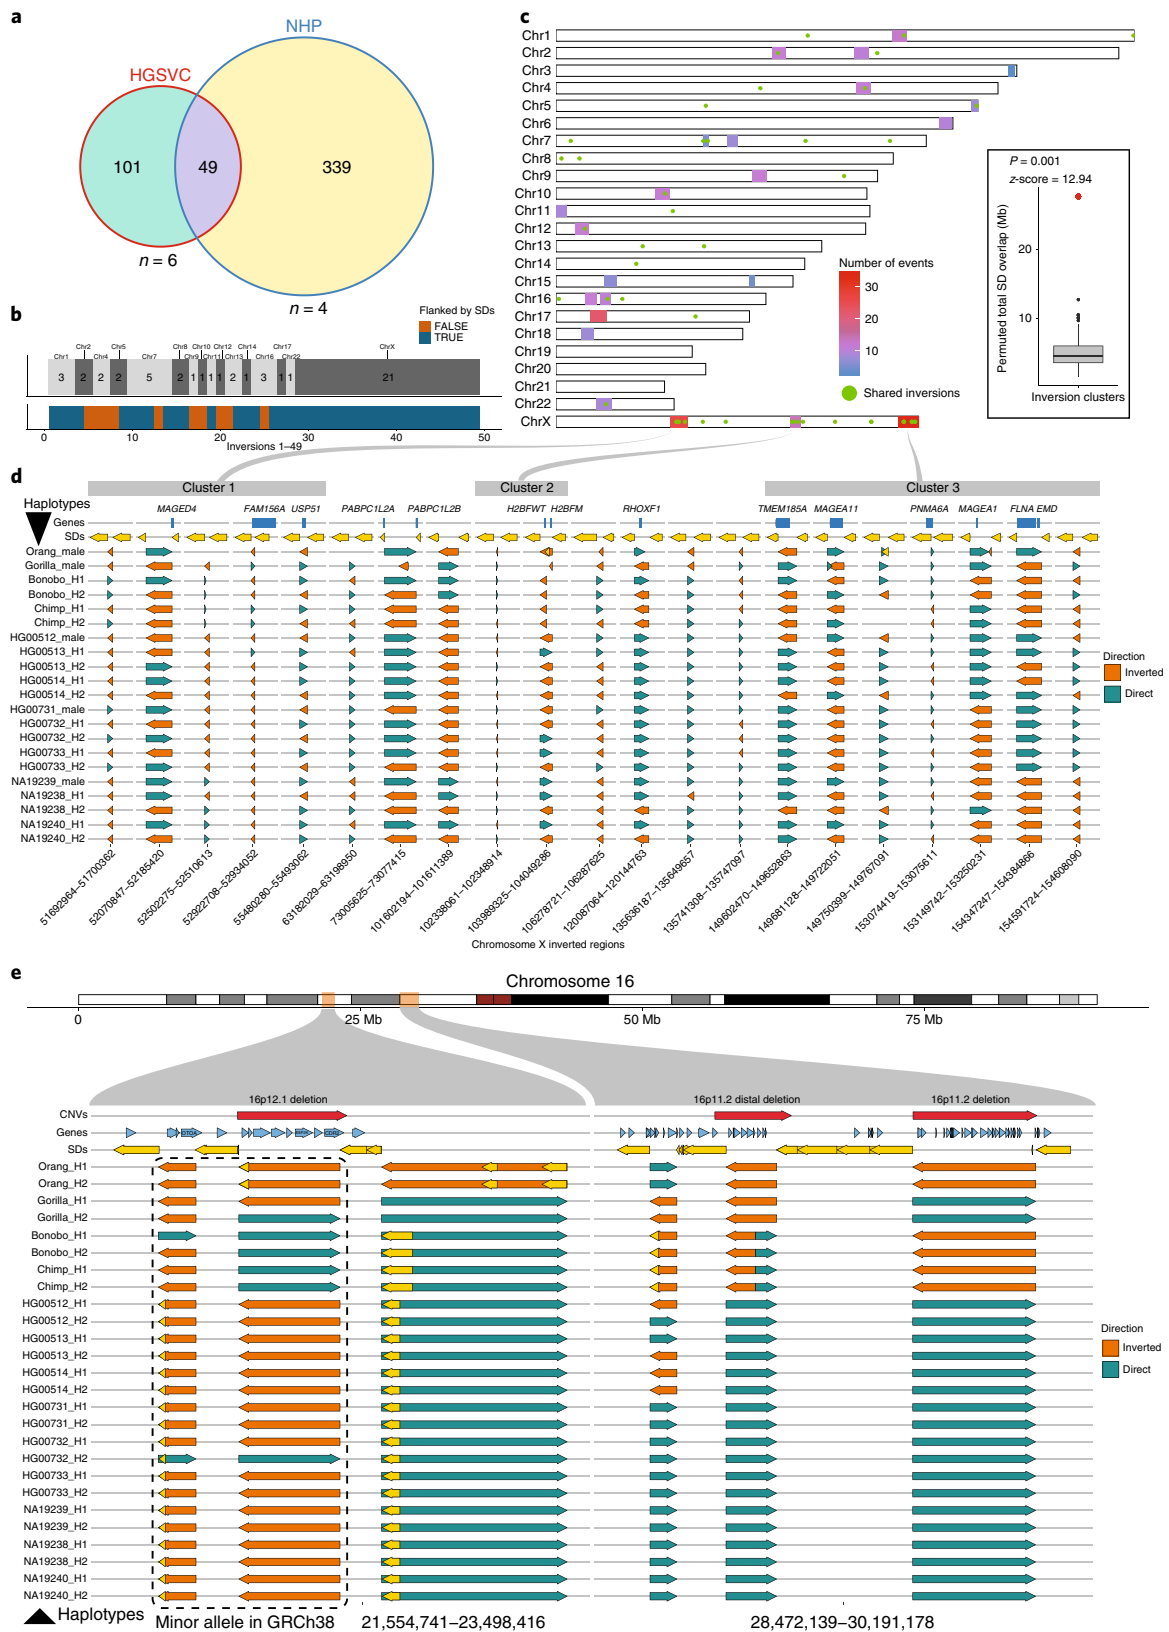 a
NHP
HGSVC
101
49
339
n = 6
n = 4
b
Flanked by SDs
FALSE
TRUE
Chr2 Chr5 Chr8 Chr10 Chr12 Chr14 Chr17 ChrX
Chr1 Chr4 Chr7 Chr9 Chr11 Chr13 Chr16 Chr22
3 2 2 2 5 2 1 1 1 1 2 1 3 1 1 21
0 10 20 30 40 50
Inversions 1–49
c
Chr1
Chr2
Chr3
Chr4
Chr5
Chr6
Chr7
Chr8
Chr9
Chr10
Chr11
Chr12
Chr13
Chr14
Chr15
Chr16
Chr17
Chr18
Chr19
Chr20
Chr21
Chr22
ChrX
Number of events
30
20
10
Shared inversions
P = 0.001
z-score = 12.94
Permuted total SD overlap (Mb)
20
10
Inversion clusters
d
Cluster 1 Cluster 2 Cluster 3
Haplotypes
MAGED4 FAM156A USP51 PABPC1L2A PABPC1L2B H2BFWT H2BFM RHOXF1 TMEM185A MAGEA11 PNMA6A MAGEA1 FLNA EMD
Genes
SDs
Orang_male
Gorilla_male
Bonobo_H1
Bonobo_H2
Chimp_H1
Chimp_H2
HG00512_male
HG00513_H1
HG00513_H2
HG00514_H1
HG00514_H2
HG00731_male
HG00732_H1
HG00732_H2
HG00733_H1
HG00733_H2
NA19239_male
NA19238_H1
NA19238_H2
NA19240_H1
NA19240_H2
Direction
Inverted
Direct
51692964–51700362
52070847–52185420
52502275–52510613
52922708–52934052
55480280–55493062
63182029–63198950
73005625–73077415
101602194–101611389
102338061–102348914
103989325–104049286
106278721–106287625
120087064–120144763
135636187–135649657
135741308–135747097
149602470–149652863
149681128–149722051
149750399–149767091
153074419–153075611
153149742–153250231
154347247–154384866
154591724–154608090
Chromosome X inverted regions
e
Chromosome 16
0 25 Mb 50 Mb 75 Mb
16p12.1 deletion 16p11.2 distal deletion 16p11.2 deletion
CNVs
Genes
SDs
Orang_H1
Orang_H2
Gorilla_H1
Gorilla_H2
Bonobo_H1
Bonobo_H2
Chimp_H1
Chimp_H2
HG00512_H1
HG00512_H2
HG00513_H1
HG00513_H2
HG00514_H1
HG00514_H2
HG00731_H1
HG00731_H2
HG00732_H1
HG00732_H2
HG00733_H1
HG00733_H2
NA19239_H1
NA19239_H2
NA19238_H1
NA19238_H2
NA19240_H1
NA19240_H2
Direction
Inverted
Direct
Haplotypes
Minor allele in GRCh38
21,554,741–23,498,416
28,472,139–30,191,178